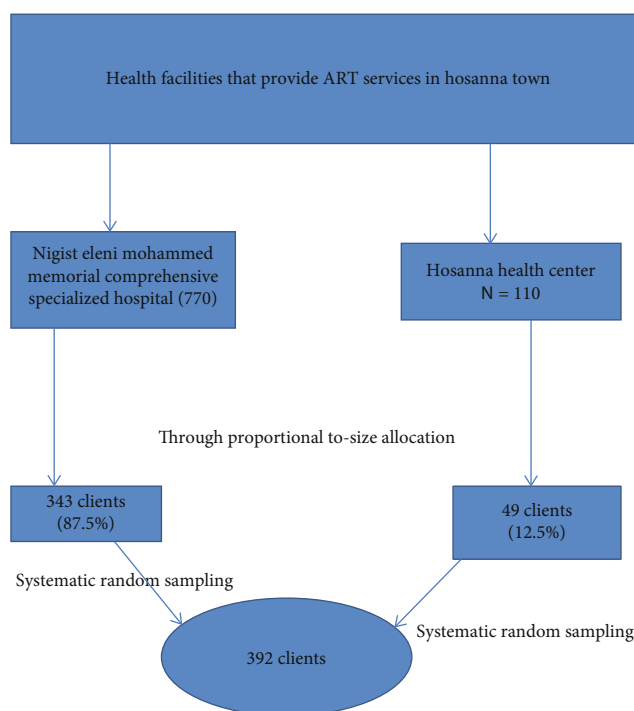 Health facilities that provide ART services in hosanna town
Nigist eleni mohammed
memorial comprehensive
specialized hospital (770)
Hosanna health center
N = 110
Through proportional to-size allocation
343 clients
(87.5%)
49 clients
(12.5%)
Systematic random sampling
Systematic random sampling
392 clients